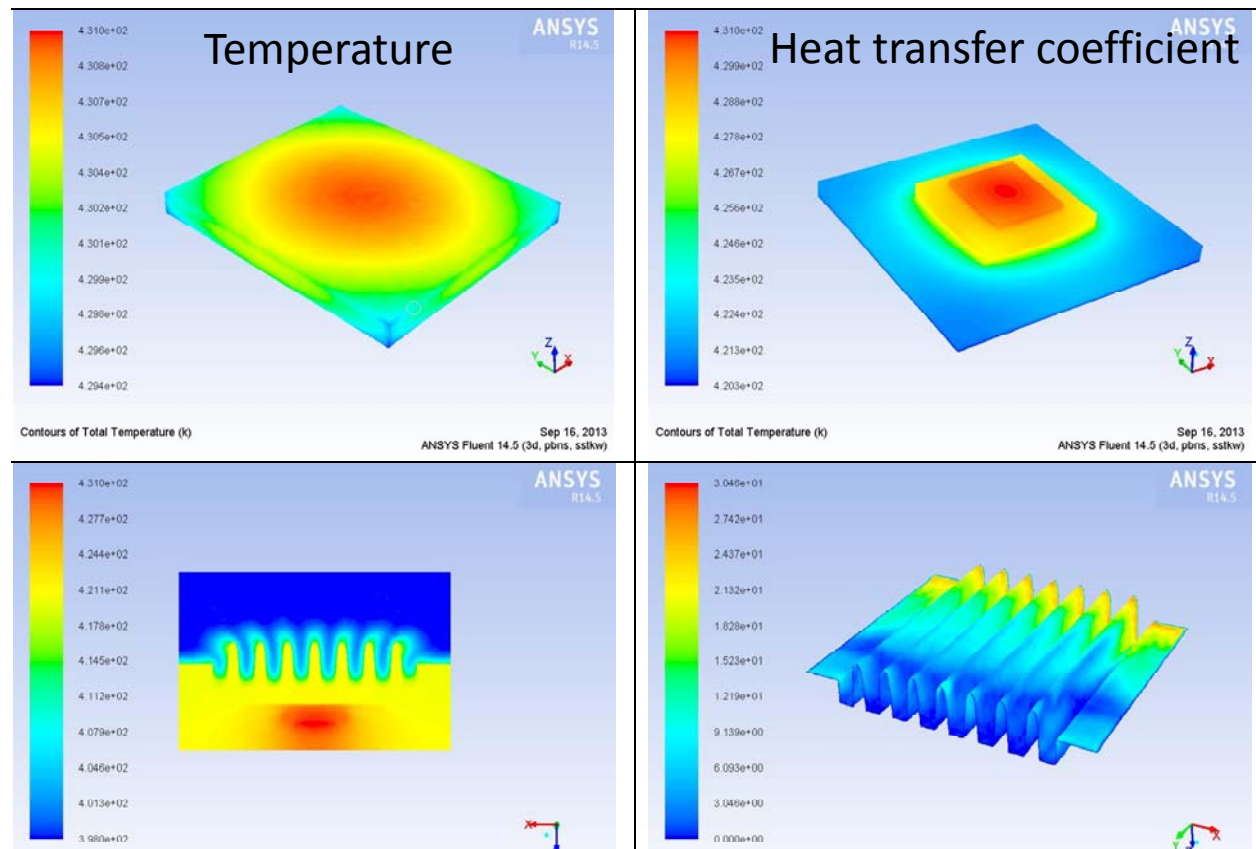 Temperature
ANSYS
R14.5
4.310e+02
4.308e+02
4.307e+02
4.305e+02
4.304e+02
4.302e+02
4.301e+02
4.299e+02
4.298e+02
4.296e+02
4.294e+02
Z
Y
X
Contours of Total Temperature (k)
Sep 16, 2013
ANSYS Fluent 14.5 (3d, pbns, sstkw)
Heat transfer coefficient
ANSYS
R14.5
4.310e+02
4.299e+02
4.288e+02
4.278e+02
4.267e+02
4.256e+02
4.246e+02
4.235e+02
4.224e+02
4.213e+02
4.203e+02
Z
Y
X
Contours of Total Temperature (k)
Sep 16, 2013
ANSYS Fluent 14.5 (3d, pbns, sstkw)
ANSYS
R14.5
4.310e+02
4.277e+02
4.244e+02
4.211e+02
4.178e+02
4.145e+02
4.112e+02
4.079e+02
4.046e+02
4.013e+02
3.980e+02
X
ANSYS
R14.5
3.046e+01
2.742e+01
2.437e+01
2.132e+01
1.828e+01
1.523e+01
1.219e+01
9.139e+00
6.093e+00
3.046e+00
0.000e+00
Y
X